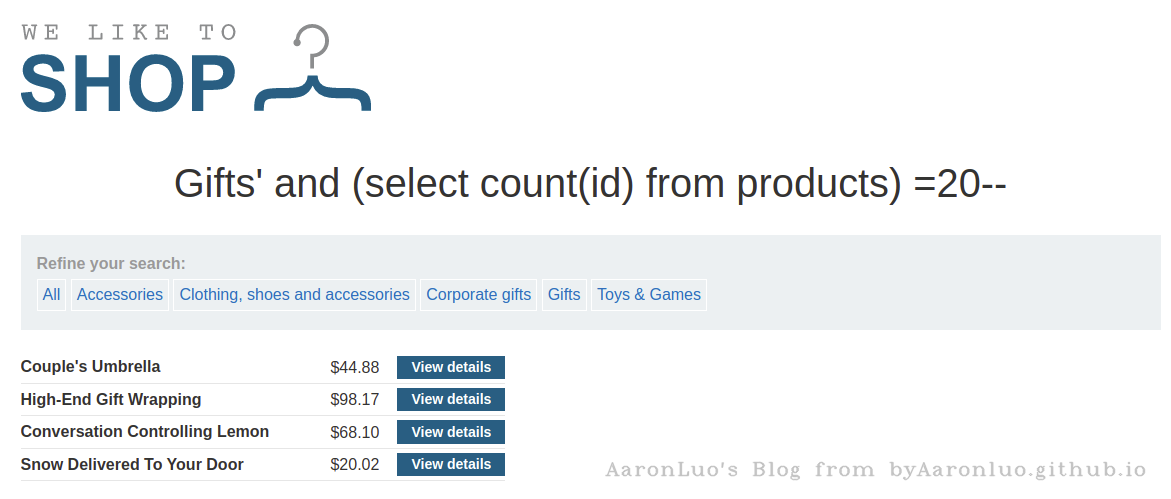 WE LIKE TO
SHOP
Gifts' and (select count(id) from products) =20--
Refine your search:
All Accessories Clothing, shoes and accessories Corporate gifts Gifts Toys & Games
Couple's Umbrella $44.88 View details
High-End Gift Wrapping $98.17 View details
Conversation Controlling Lemon $68.10 View details
Snow Delivered To Your Door $20.02 View details
AaronLuo's Blog from byAaronluo.github.io